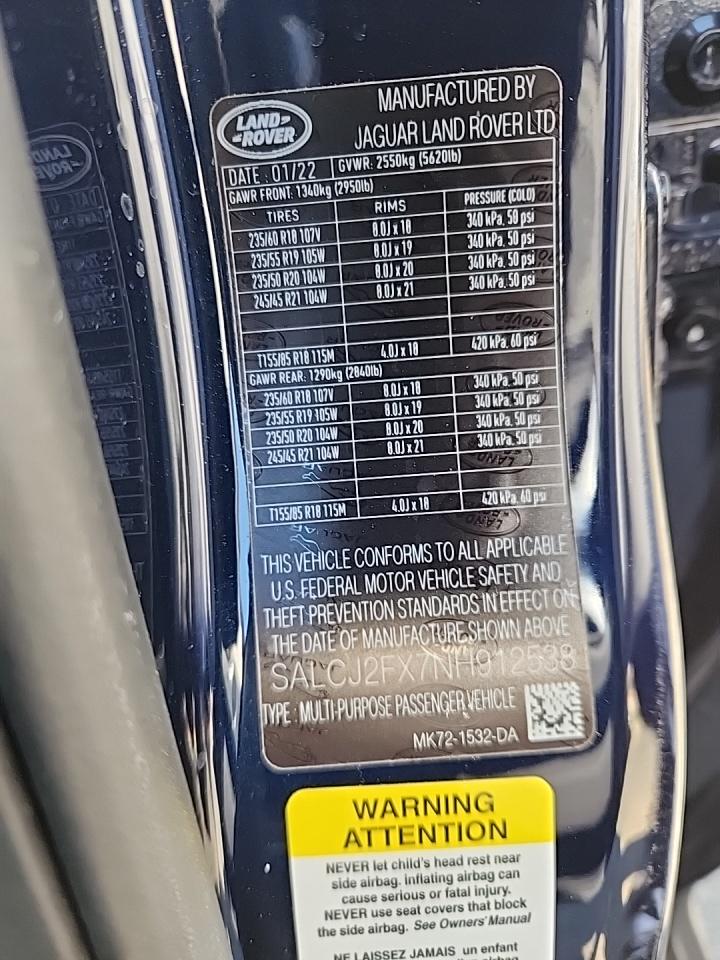 LAND-
-ROVER
MANUFACTURED BY
JAGUAR LAND ROVER LTD
DATE : 01/22 GVWR: 2550kg (5620lb)
GAWR FRONT: 1340kg (2950lb)
TIRES RIMS PRESSURE (COLD)
235/60 R18 107V 8.0J x 18 340 kPa, 50 psi
235/55 R19 105W 8.0J x 19 340 kPa, 50 psi
235/50 R20 104W 8.0J x 20 340 kPa, 50 psi
245/45 R21 104W 8.0J x 21 340 kPa, 50 psi
T155/85 R18 115M 4.0J x 18 420 kPa, 60 psi
GAWR REAR: 1290kg (2840lb)
235/60 R18 107V 8.0J x 18 340 kPa, 50 psi
235/55 R19 105W 8.0J x 19 340 kPa, 50 psi
235/50 R20 104W 8.0J x 20 340 kPa, 50 psi
245/45 R21 104W 8.0J x 21 340 kPa, 50 psi
T155/85 R18 115M 4.0J x 18 420 kPa, 60 psi
THIS VEHICLE CONFORMS TO ALL APPLICABLE
U.S. FEDERAL MOTOR VEHICLE SAFETY AND
THEFT PREVENTION STANDARDS IN EFFECT ON
THE DATE OF MANUFACTURE SHOWN ABOVE
SALCJ2FX7NH912538
TYPE : MULTI-PURPOSE PASSENGER VEHICLE
MK72-1532-DA
WARNING
ATTENTION
NEVER let child's head rest near
side airbag. inflating airbag can
cause serious or fatal injury.
NEVER use seat covers that block
the side airbag. See Owners' Manual
NE LAISSEZ JAMAIS un enfant